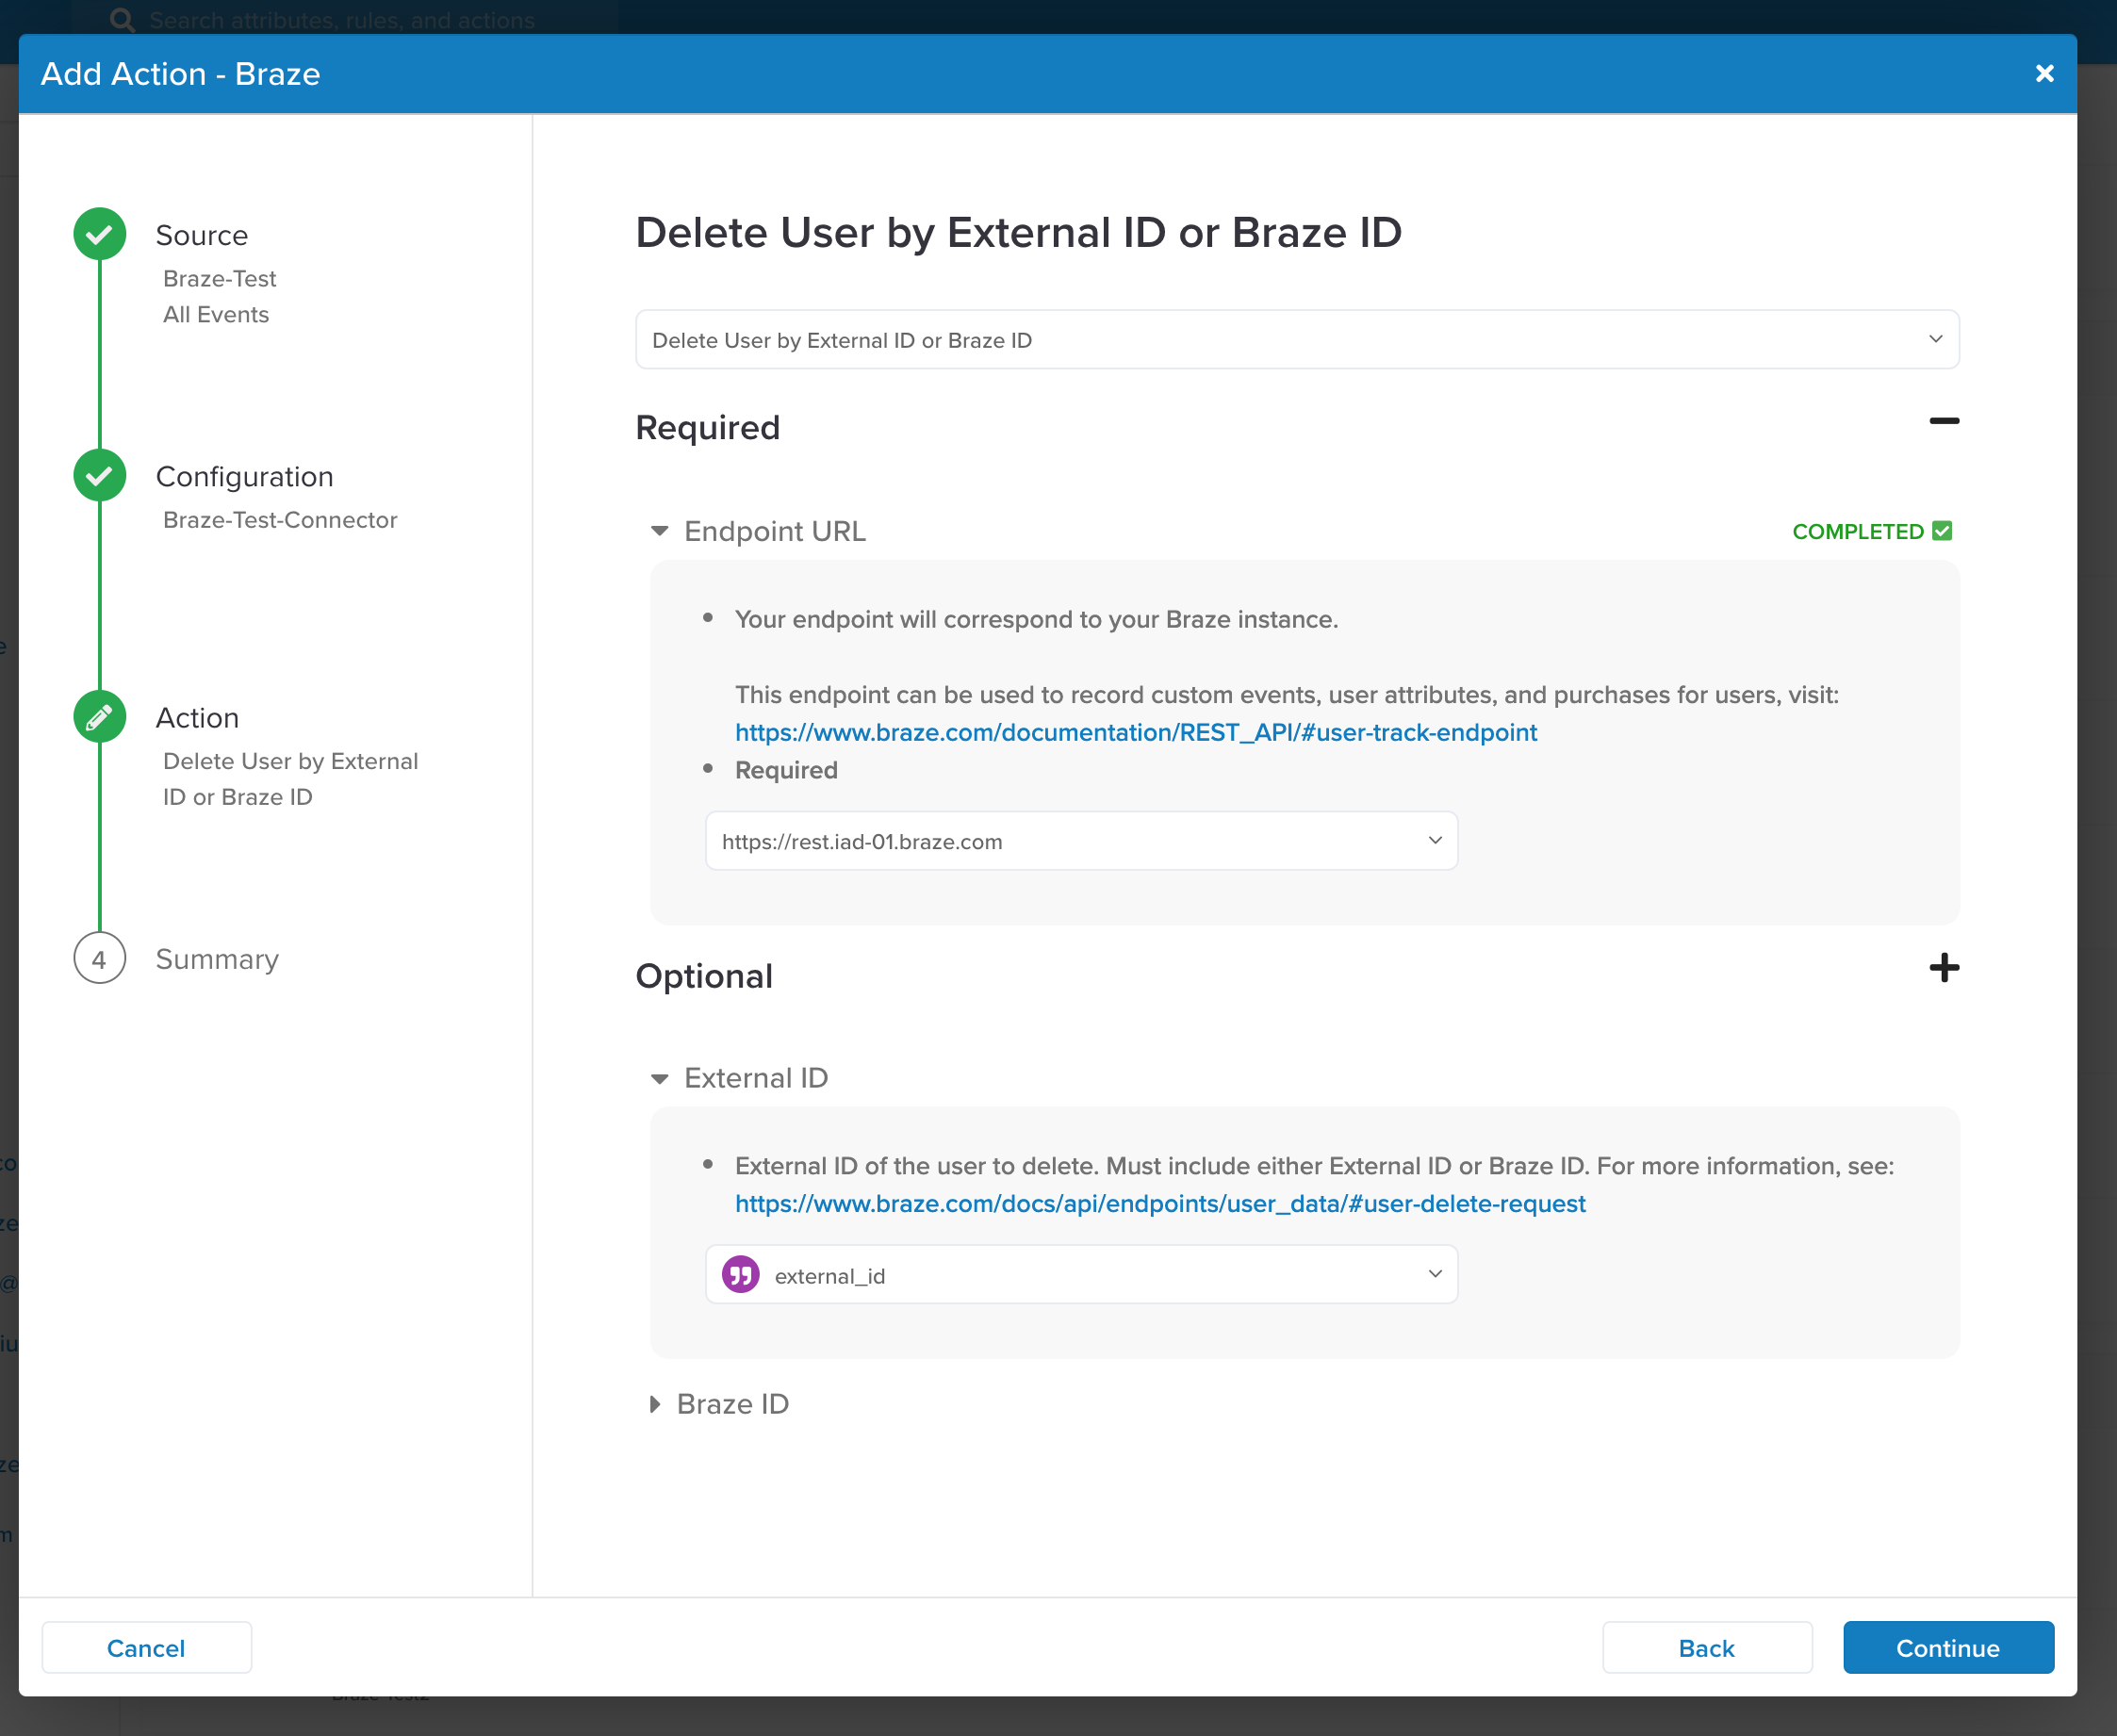 Search attributes, rules, and actions
Add Action - Braze
Source
Braze-Test
All Events
Configuration
Braze-Test-Connector
Action
Delete User by External
ID or Braze ID
4
Summary
Delete User by External ID or Braze ID
Delete User by External ID or Braze ID
Required
Endpoint URL
COMPLETED
Your endpoint will correspond to your Braze instance.
This endpoint can be used to record custom events, user attributes, and purchases for users, visit:
https://www.braze.com/documentation/REST_API/#user-track-endpoint
Required
https://rest.iad-01.braze.com
Optional
External ID
External ID of the user to delete. Must include either External ID or Braze ID. For more information, see:
https://www.braze.com/docs/api/endpoints/user_data/#user-delete-request
external_id
Braze ID
Cancel
Back
Continue